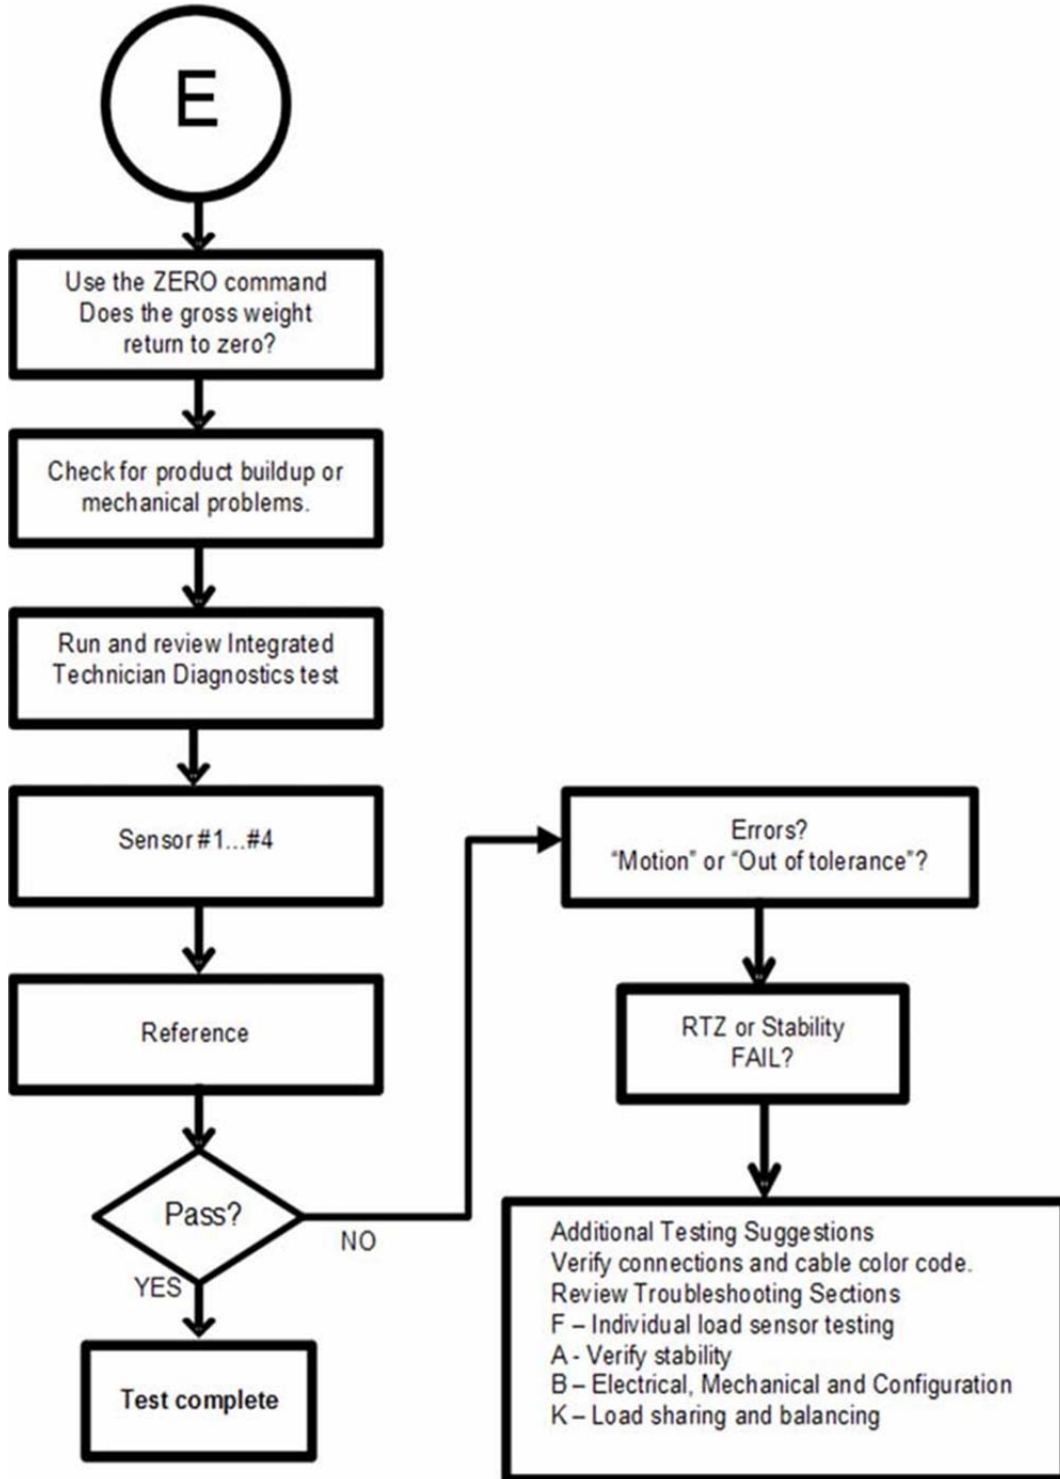 E
Use the ZERO command
Does the gross weight
return to zero?
Check for product buildup or
mechanical problems.
Run and review Integrated
Technician Diagnostics test
Sensor #1...#4
Reference
Pass?
NO
YES
Test complete
Errors?
“Motion” or “Out of tolerance”?
RTZ or Stability
FAIL?
Additional Testing Suggestions
Verify connections and cable color code.
Review Troubleshooting Sections
F – Individual load sensor testing
A - Verify stability
B – Electrical, Mechanical and Configuration
K – Load sharing and balancing